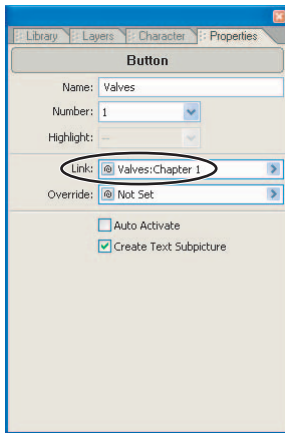 Library Layers Character Properties
Button
Name: Valves
Number: 1
Highlight: --
Link: Valves:Chapter 1
Override: Not Set
Auto Activate
Create Text Subpicture